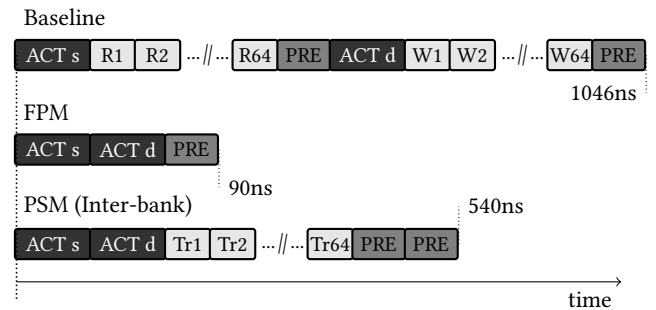 Baseline
ACT s R1 R2 ...//... R64 PRE ACT d W1 W2 ...//... W64 PRE
1046ns
FPM
ACT s ACT d PRE
90ns
PSM (Inter-bank)
540ns
ACT s ACT d Tr1 Tr2 ...//... Tr64 PRE PRE
time